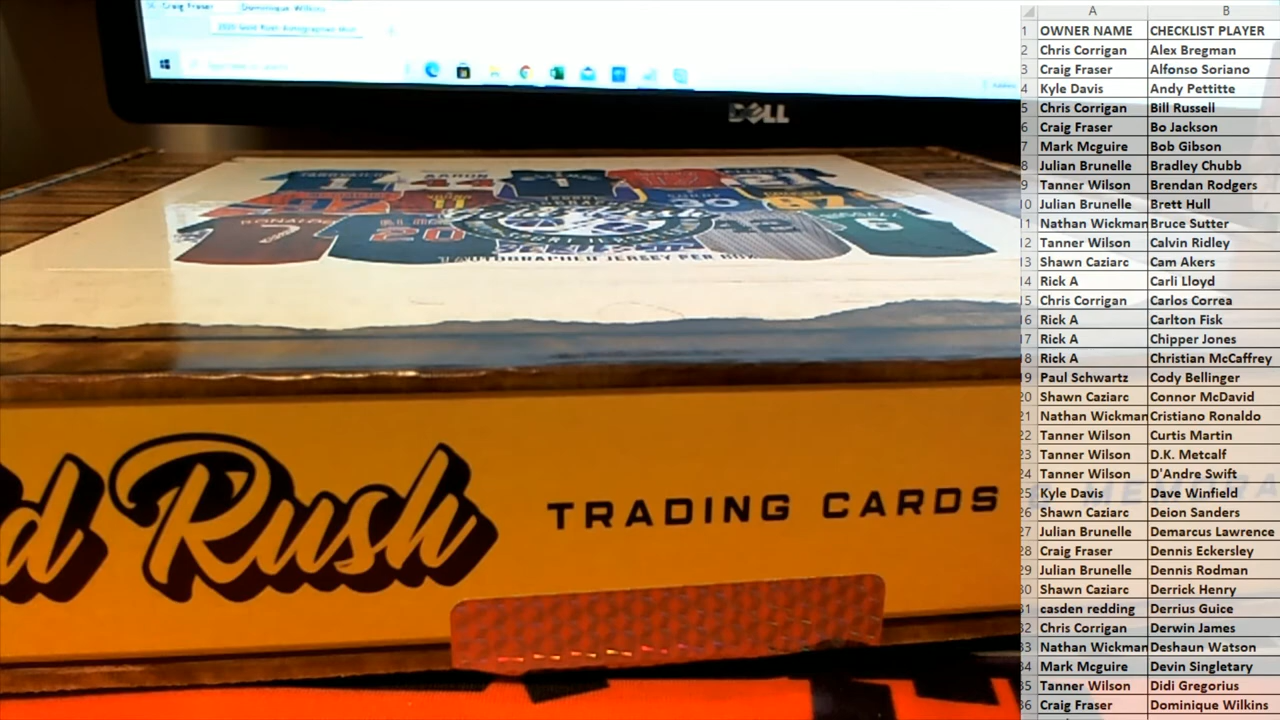 Craig Fraser Dominique Wilkins
DELL
RONALDO
7
20
1 AUTOGRAPHED JERSEY PER BOX
Rush TRADING CARDS
A B
1 OWNER NAME CHECKLIST PLAYER
2 Chris Corrigan Alex Bregman
3 Craig Fraser Alfonso Soriano
4 Kyle Davis Andy Pettitte
5 Chris Corrigan Bill Russell
6 Craig Fraser Bo Jackson
7 Mark Mcguire Bob Gibson
8 Julian Brunelle Bradley Chubb
9 Tanner Wilson Brendan Rodgers
10 Julian Brunelle Brett Hull
11 Nathan Wickman Bruce Sutter
12 Tanner Wilson Calvin Ridley
13 Shawn Caziarc Cam Akers
14 Rick A Carli Lloyd
15 Chris Corrigan Carlos Correa
16 Rick A Carlton Fisk
17 Rick A Chipper Jones
18 Rick A Christian McCaffrey
19 Paul Schwartz Cody Bellinger
20 Shawn Caziarc Connor McDavid
21 Nathan Wickman Cristiano Ronaldo
22 Tanner Wilson Curtis Martin
23 Tanner Wilson D.K. Metcalf
24 Tanner Wilson D'Andre Swift
25 Kyle Davis Dave Winfield
26 Shawn Caziarc Deion Sanders
27 Julian Brunelle Demarcus Lawrence
28 Craig Fraser Dennis Eckersley
29 Julian Brunelle Dennis Rodman
30 Shawn Caziarc Derrick Henry
31 casden redding Derrius Guice
32 Chris Corrigan Derwin James
33 Nathan Wickman Deshaun Watson
34 Mark Mcguire Devin Singletary
35 Tanner Wilson Didi Gregorius
36 Craig Fraser Dominique Wilkins